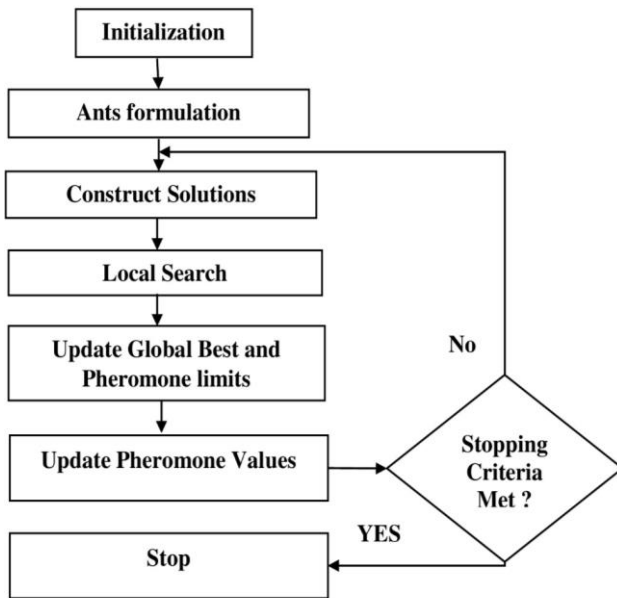 Initialization
Ants formulation
Construct Solutions
Local Search
Update Global Best and
Pheromone limits
No
Update Pheromone Values
Stopping
Criteria
Met ?
YES
Stop